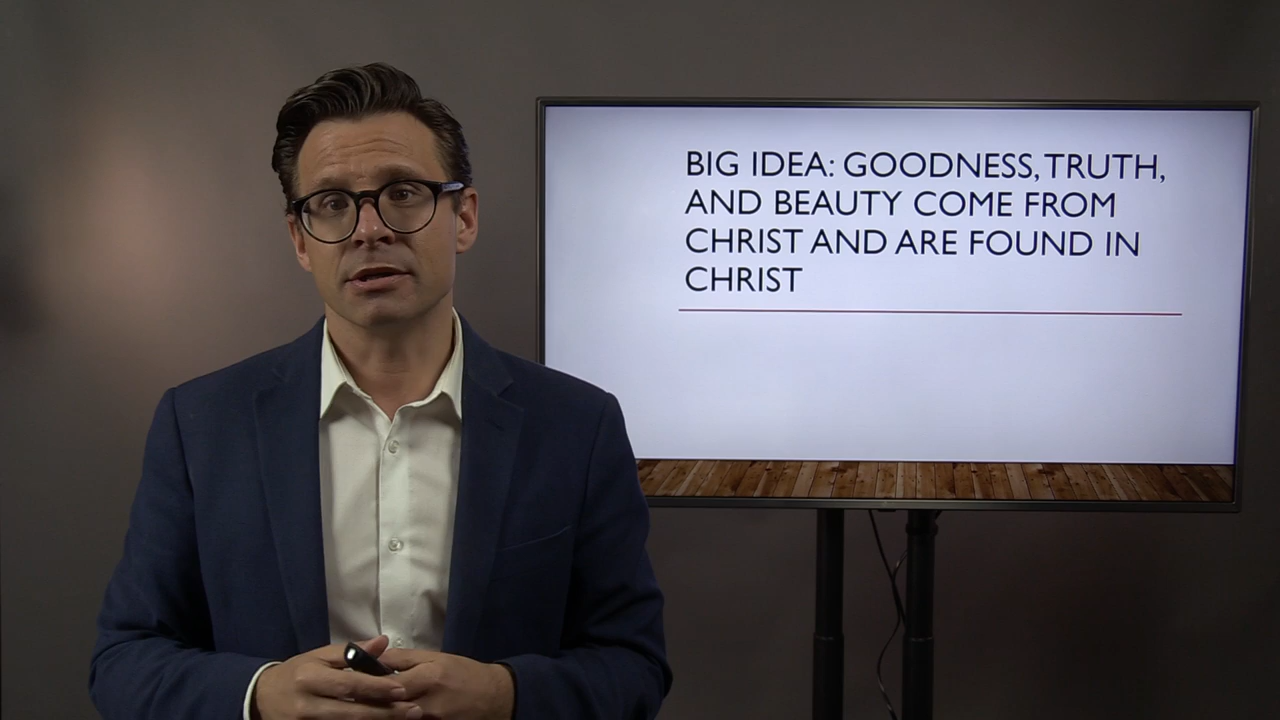 BIG IDEA: GOODNESS, TRUTH,
AND BEAUTY COME FROM
CHRIST AND ARE FOUND IN
CHRIST